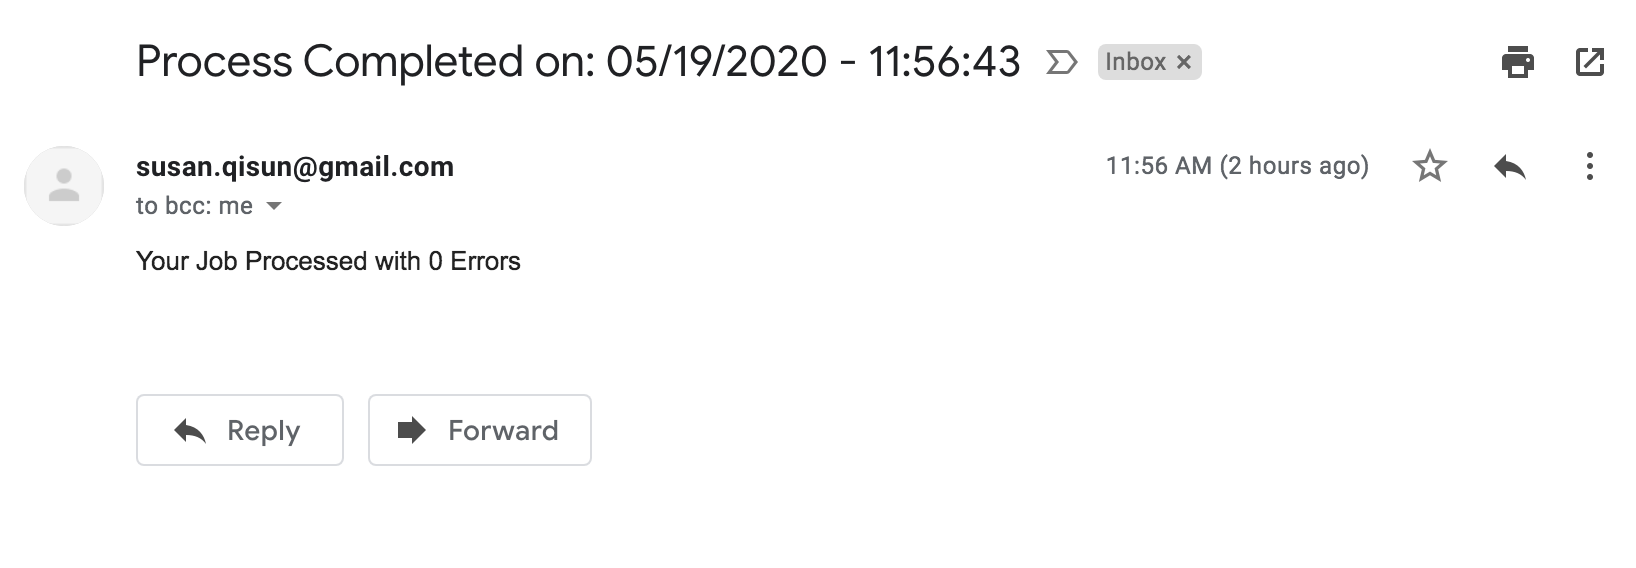 Process Completed on: 05/19/2020 - 11:56:43 Inbox ×
susan.qisun@gmail.com 11:56 AM (2 hours ago)
to bcc: me
Your Job Processed with 0 Errors
Reply Forward